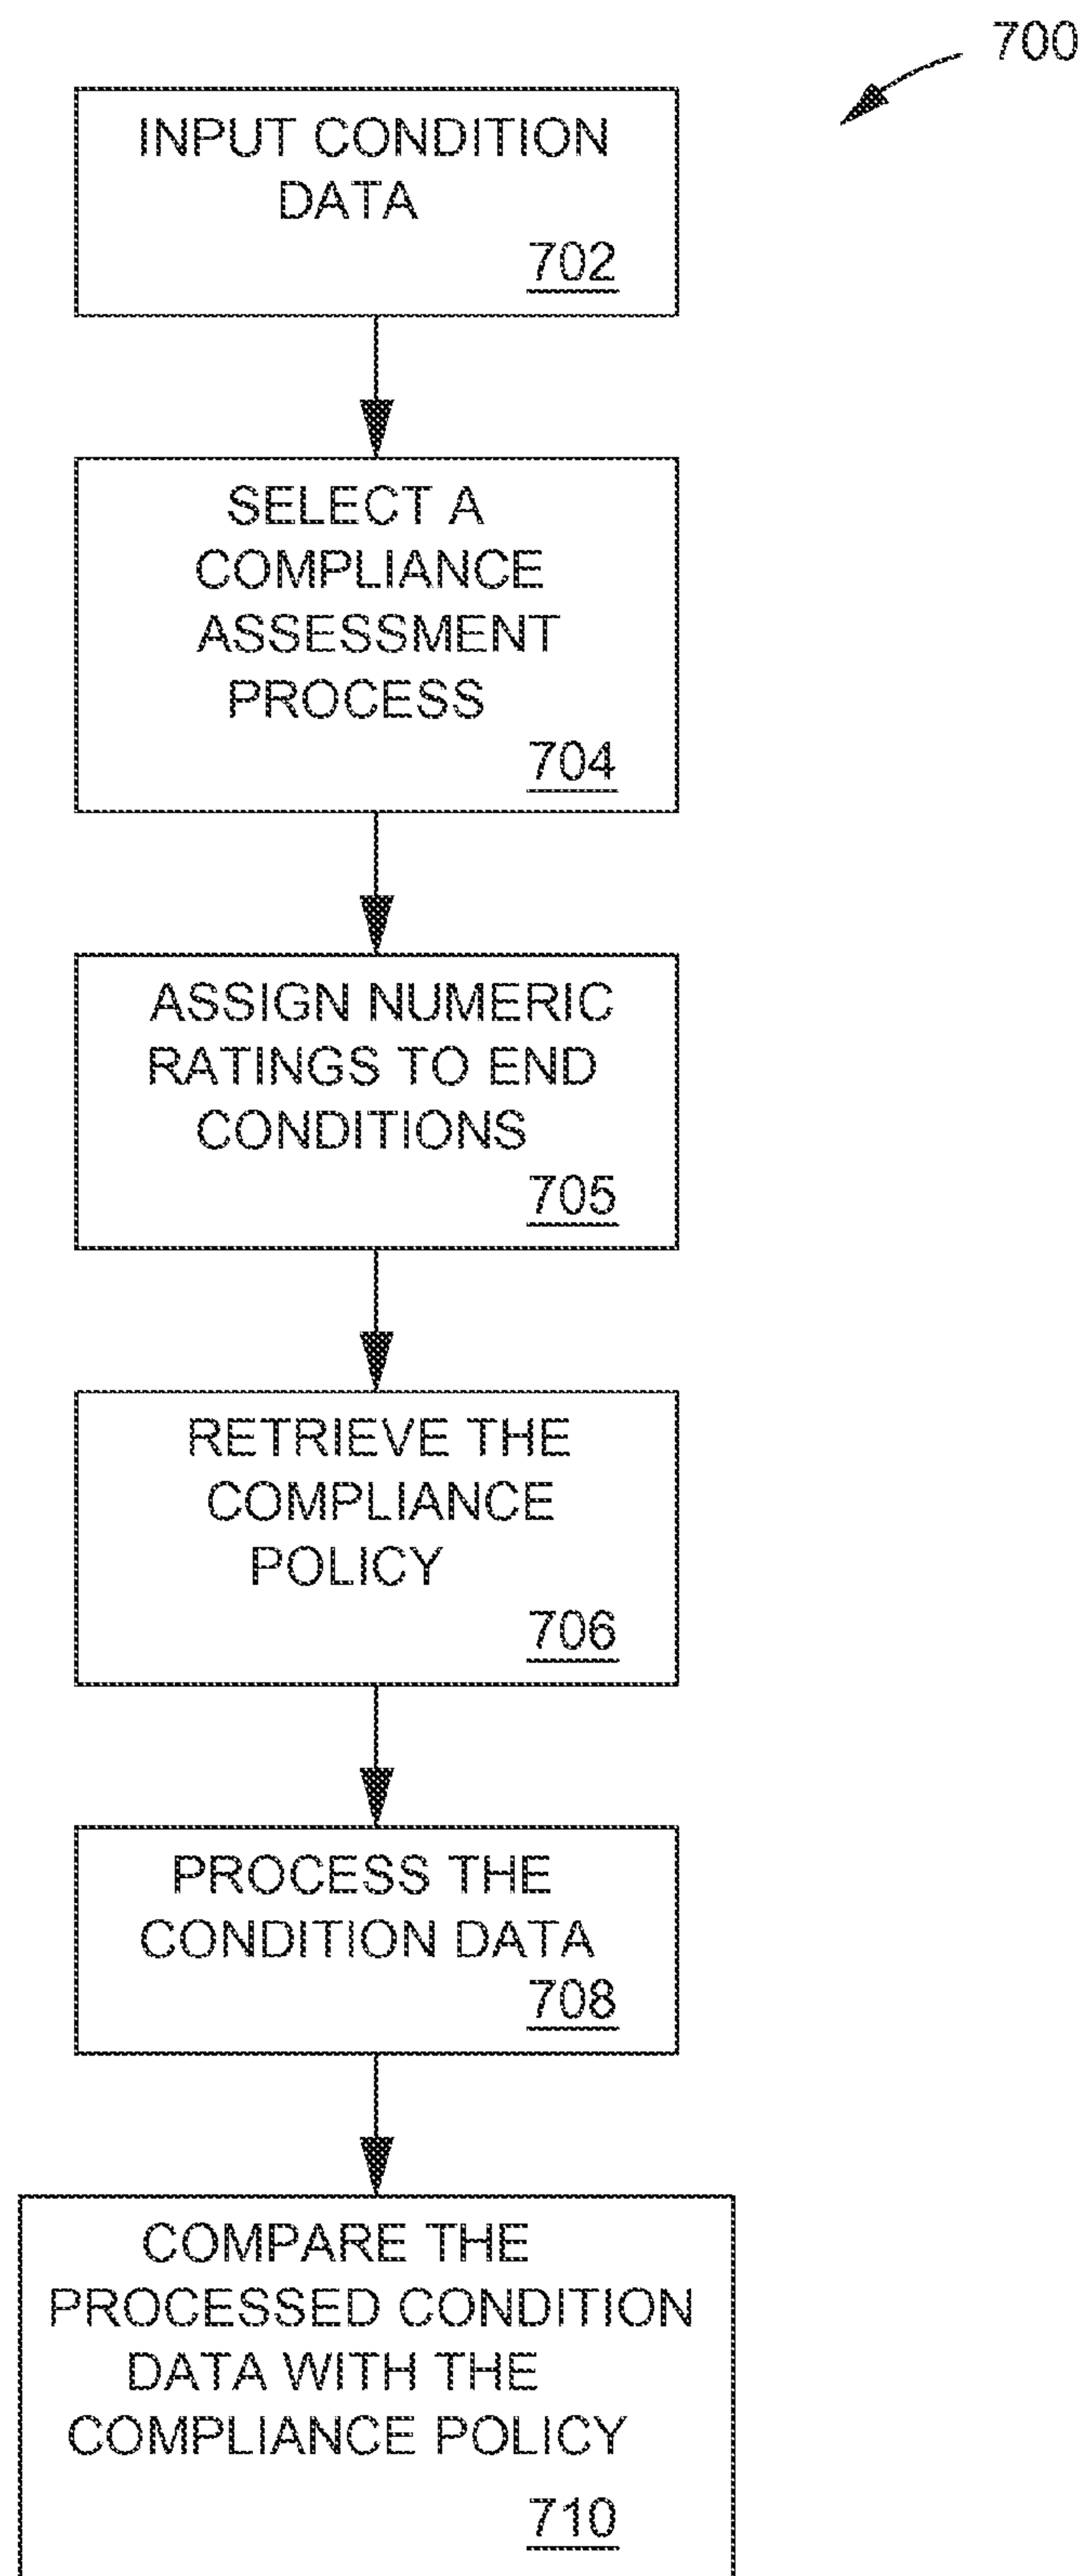 700
INPUT CONDITION
DATA
702
SELECT A
COMPLIANCE
ASSESSMENT
PROCESS
704
ASSIGN NUMERIC
RATINGS TO END
CONDITIONS
705
RETRIEVE THE
COMPLIANCE
POLICY
706
PROCESS THE
CONDITION DATA
708
COMPARE THE
PROCESSED CONDITION
DATA WITH THE
COMPLIANCE POLICY
710